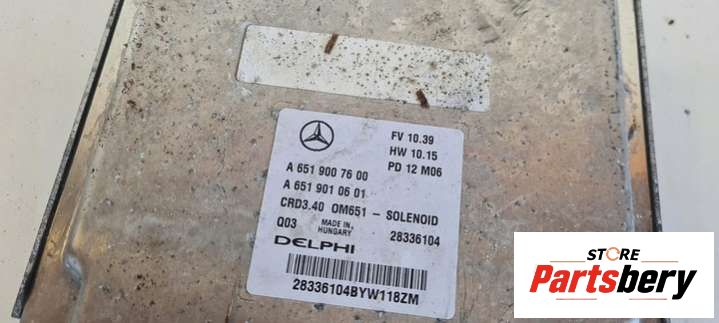 FV 10.39
HW 10.15
PD 12 M06
A 651 900 76 00
A 651 901 06 01
CRD3.40 OM651 - SOLENOID
Q03 MADE IN HUNGARY 28336104
DELPHI
28336104BYW118ZM
STORE
Partsbery